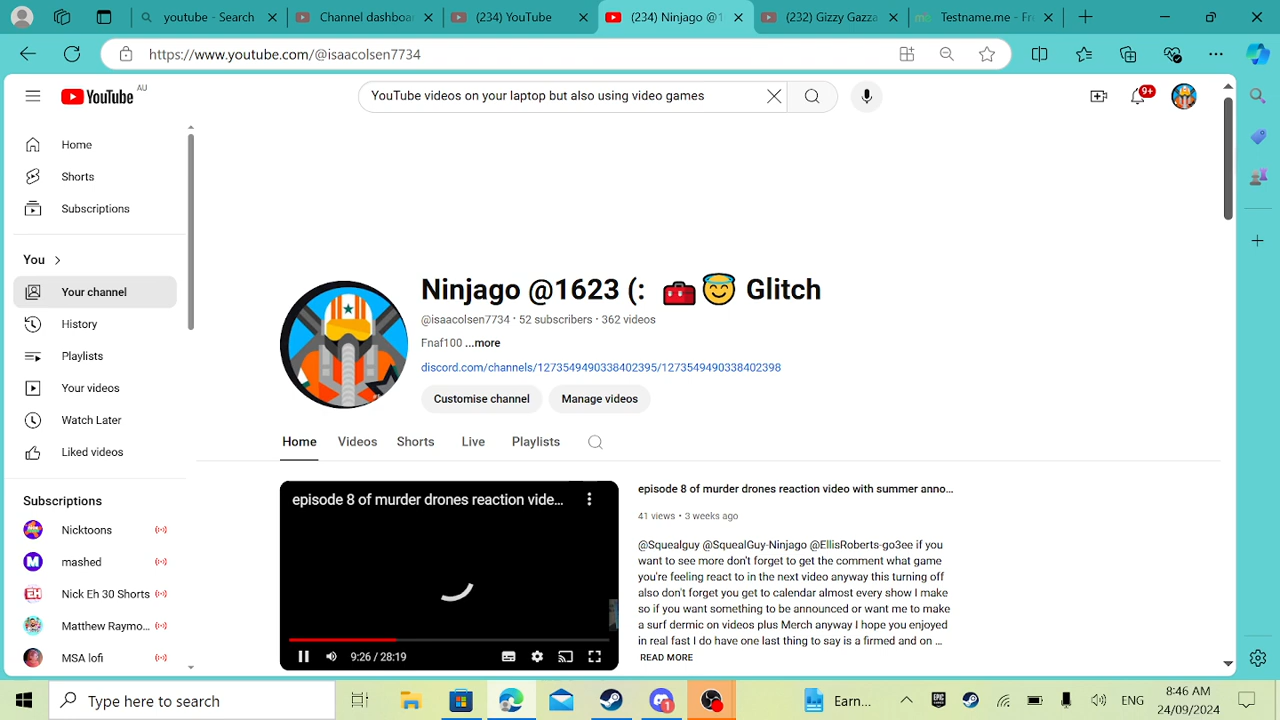 youtube - Search
Channel dashboar
(234) YouTube
(234) Ninjago @1
(232) Gizzy Gazza
Testname.me - Fr
https://www.youtube.com/@isaacolsen7734
YouTube AU
YouTube videos on your laptop but also using video games
9+
Home
Shorts
Subscriptions
You
Your channel
History
Playlists
Your videos
Watch Later
Liked videos
Subscriptions
Nicktoons
mashed
Nick Eh 30 Shorts
Matthew Raymo...
MSA lofi
Ninjago @1623 (: 🧰😇 Glitch
@isaacolsen7734 · 52 subscribers · 362 videos
Fnaf100 ...more
discord.com/channels/1273549490338402395/1273549490338402398
Customise channel
Manage videos
Home
Videos
Shorts
Live
Playlists
episode 8 of murder drones reaction vide...
9:26 / 28:19
episode 8 of murder drones reaction video with summer anno...
41 views • 3 weeks ago
@Squealguy @SquealGuy-Ninjago @EllisRoberts-go3ee if you
want to see more don't forget to get the comment what game
you're feeling react to in the next video anyway this turning off
also don't forget you get to calendar almost every show I make
so if you want something to be announced or want me to make
a surf dermic on videos plus Merch anyway I hope you enjoyed
in real fast I do have one last thing to say is a firmed and on ...
READ MORE
Type here to search
1
Earn...
EPIC GAMES
ENG
8:46 AM
24/09/2024